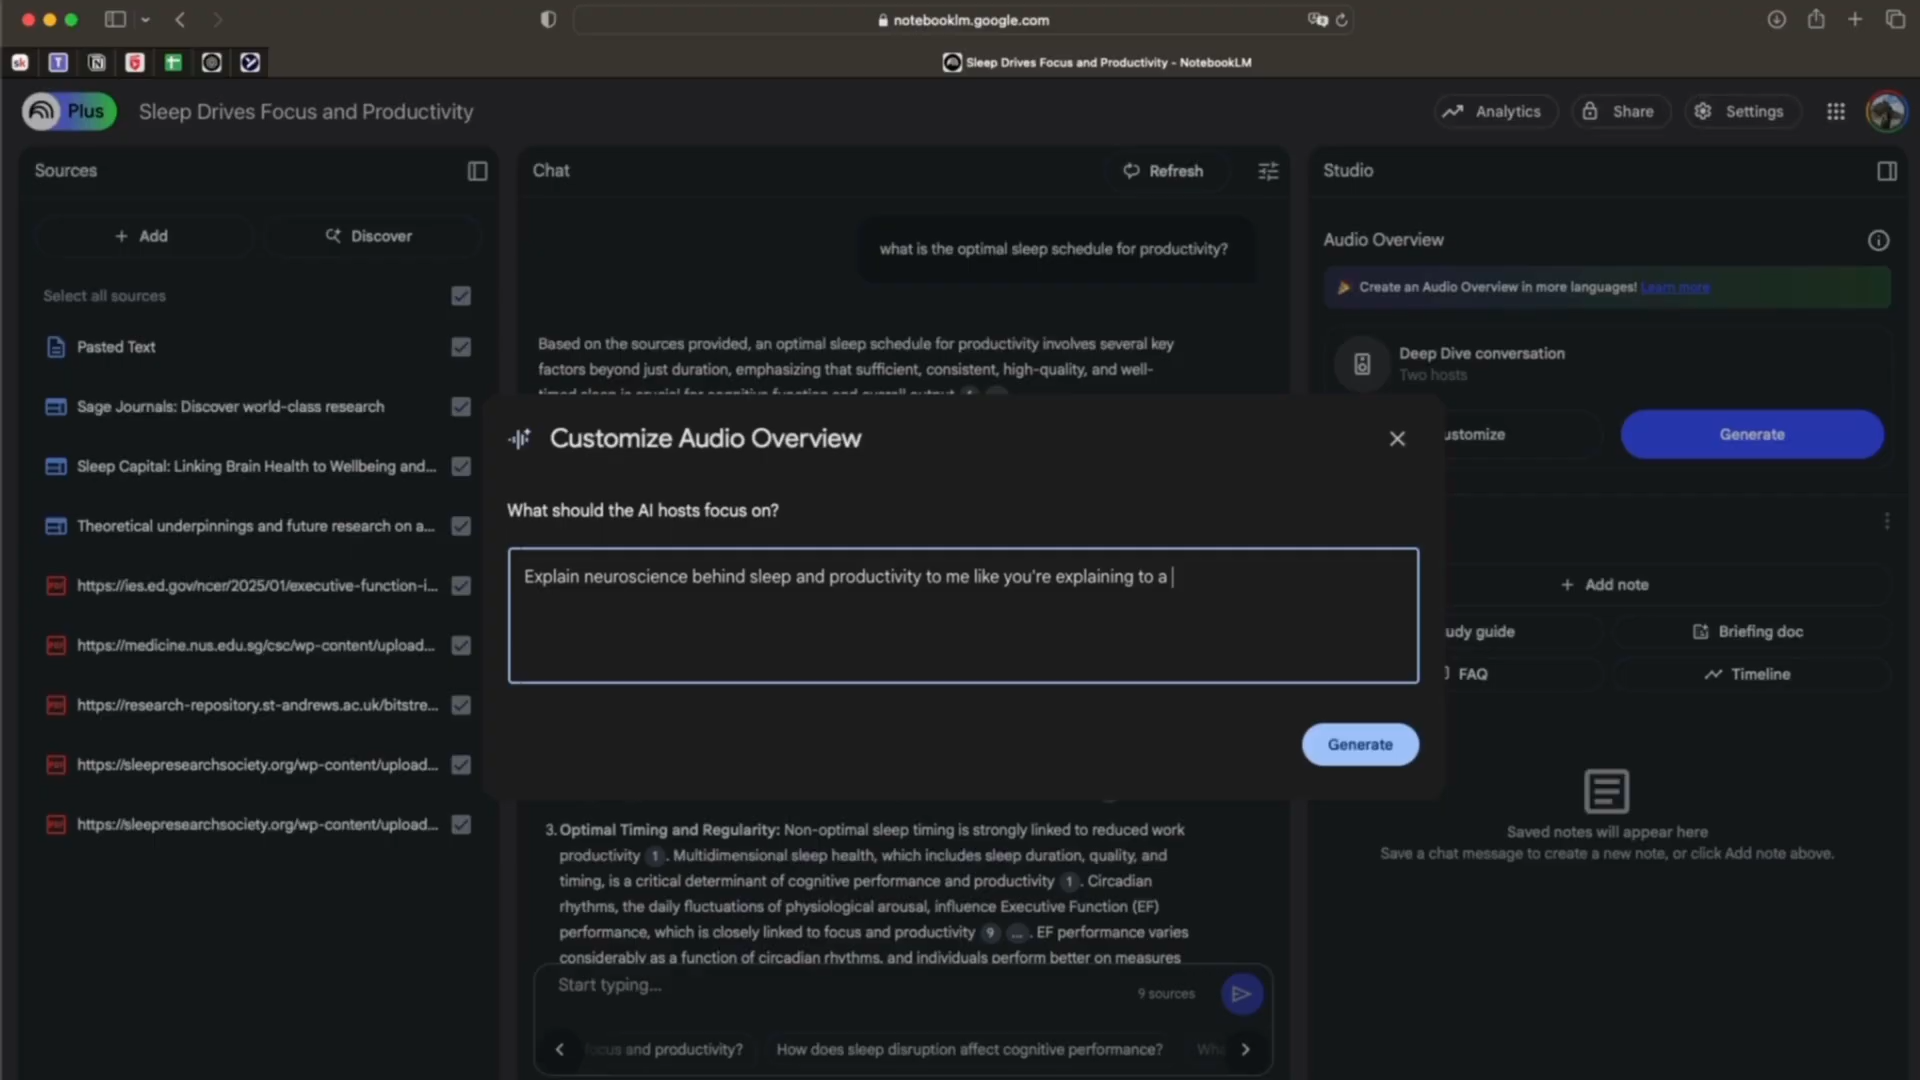 notebooklm.google.com
sk
T
Sleep Drives Focus and Productivity - NotebookLM
Plus
Sleep Drives Focus and Productivity
Analytics
Share
Settings
Sources
+ Add
Discover
Select all sources
Pasted Text
Sage Journals: Discover world-class research
Sleep Capital: Linking Brain Health to Wellbeing and...
Theoretical underpinnings and future research on a...
PDF https://ies.ed.gov/ncer/2025/01/executive-function-i...
PDF https://medicine.nus.edu.sg/csc/wp-content/upload...
PDF https://research-repository.st-andrews.ac.uk/bitstre...
PDF https://sleepresearchsociety.org/wp-content/upload...
PDF https://sleepresearchsociety.org/wp-content/upload...
Chat
Refresh
what is the optimal sleep schedule for productivity?
Based on the sources provided, an optimal sleep schedule for productivity involves several key
factors beyond just duration, emphasizing that sufficient, consistent, high-quality, and well-
Customize Audio Overview
What should the AI hosts focus on?
Explain neuroscience behind sleep and productivity to me like you're explaining to a
Generate
3. Optimal Timing and Regularity: Non-optimal sleep timing is strongly linked to reduced work
productivity 1. Multidimensional sleep health, which includes sleep duration, quality, and
timing, is a critical determinant of cognitive performance and productivity 1. Circadian
rhythms, the daily fluctuations of physiological arousal, influence Executive Function (EF)
performance, which is closely linked to focus and productivity 9 .... EF performance varies
considerably as a function of circadian rhythms, and individuals perform better on measures
Start typing...
9 sources
focus and productivity?
How does sleep disruption affect cognitive performance?
Studio
Audio Overview
Create an Audio Overview in more languages! Learn more
Deep Dive conversation
Two hosts
ustomize
Generate
+ Add note
udy guide
Briefing doc
FAQ
Timeline
Saved notes will appear here
Save a chat message to create a new note, or click Add note above.